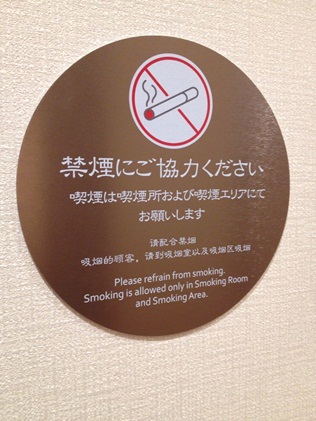 禁煙にご協力ください
喫煙は喫煙所および喫煙エリアにて
お願いします
请配合禁烟
吸烟的顾客，请到吸烟室以及吸烟区吸烟
Please refrain from smoking.
Smoking is allowed only in Smoking Room
and Smoking Area.